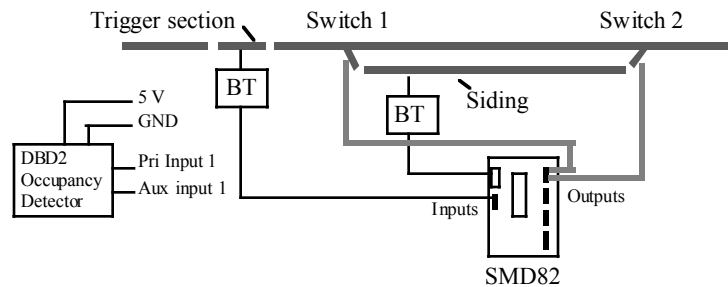 Trigger section
Switch 1
Switch 2
BT
Siding
BT
5 V
GND
DBD2
Occupancy
Detector
Pri Input 1
Aux input 1
Inputs
Outputs
SMD82